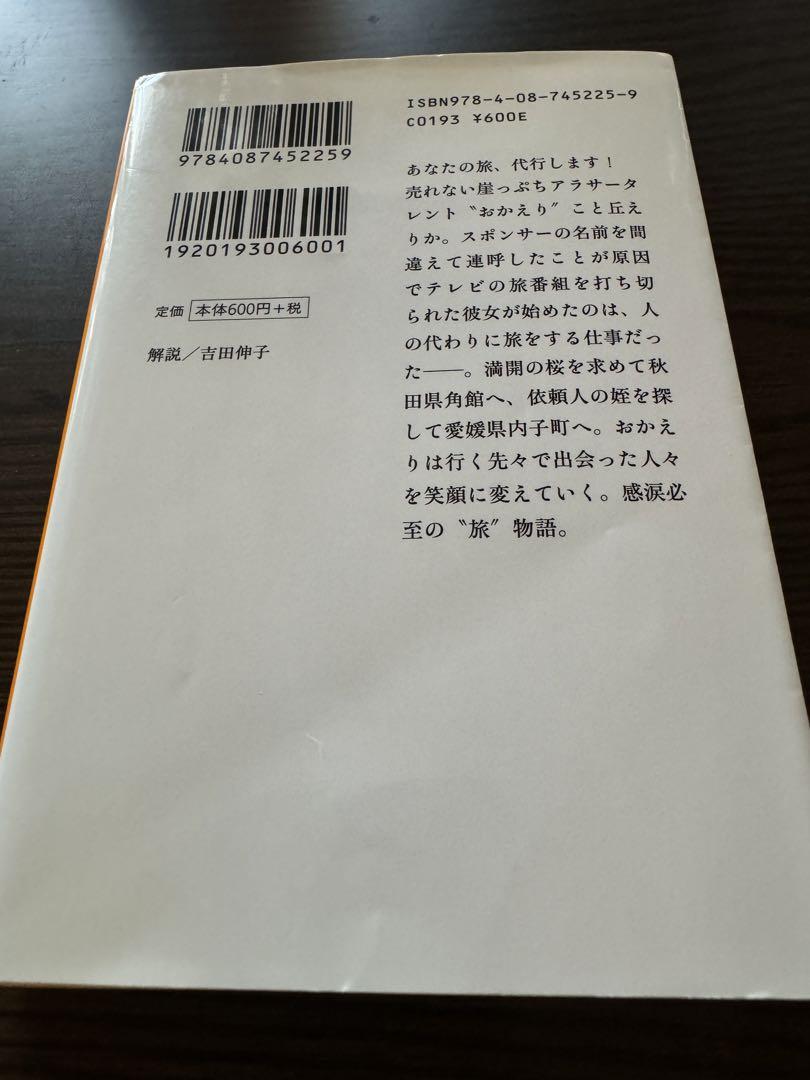 9784087452259
1920193006001
定価 本体600円+税
解説/吉田伸子
ISBN978-4-08-745225-9
C0193 ¥600E
あなたの旅、代行します!
売れない崖っぷちアラサータ
レント〝おかえり〟こと丘え
りか。スポンサーの名前を間
違えて連呼したことが原因
でテレビの旅番組を打ち切
られた彼女が始めたのは、人
の代わりに旅をする仕事だっ
た――。満開の桜を求めて秋
田県角館へ、依頼人の姪を探
して愛媛県内子町へ。おかえ
りは行く先々で出会った人々
を笑顔に変えていく。感涙必
至の〝旅〟物語。